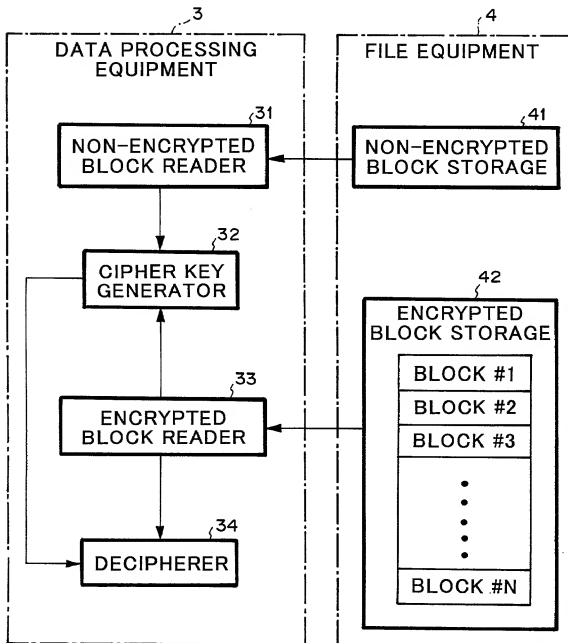 3
DATA PROCESSING
EQUIPMENT
31
NON-ENCRYPTED
BLOCK READER
32
CIPHER KEY
GENERATOR
33
ENCRYPTED
BLOCK READER
34
DECIPHERER
4
FILE EQUIPMENT
41
NON-ENCRYPTED
BLOCK STORAGE
42
ENCRYPTED
BLOCK STORAGE
BLOCK #1
BLOCK #2
BLOCK #3
BLOCK #N